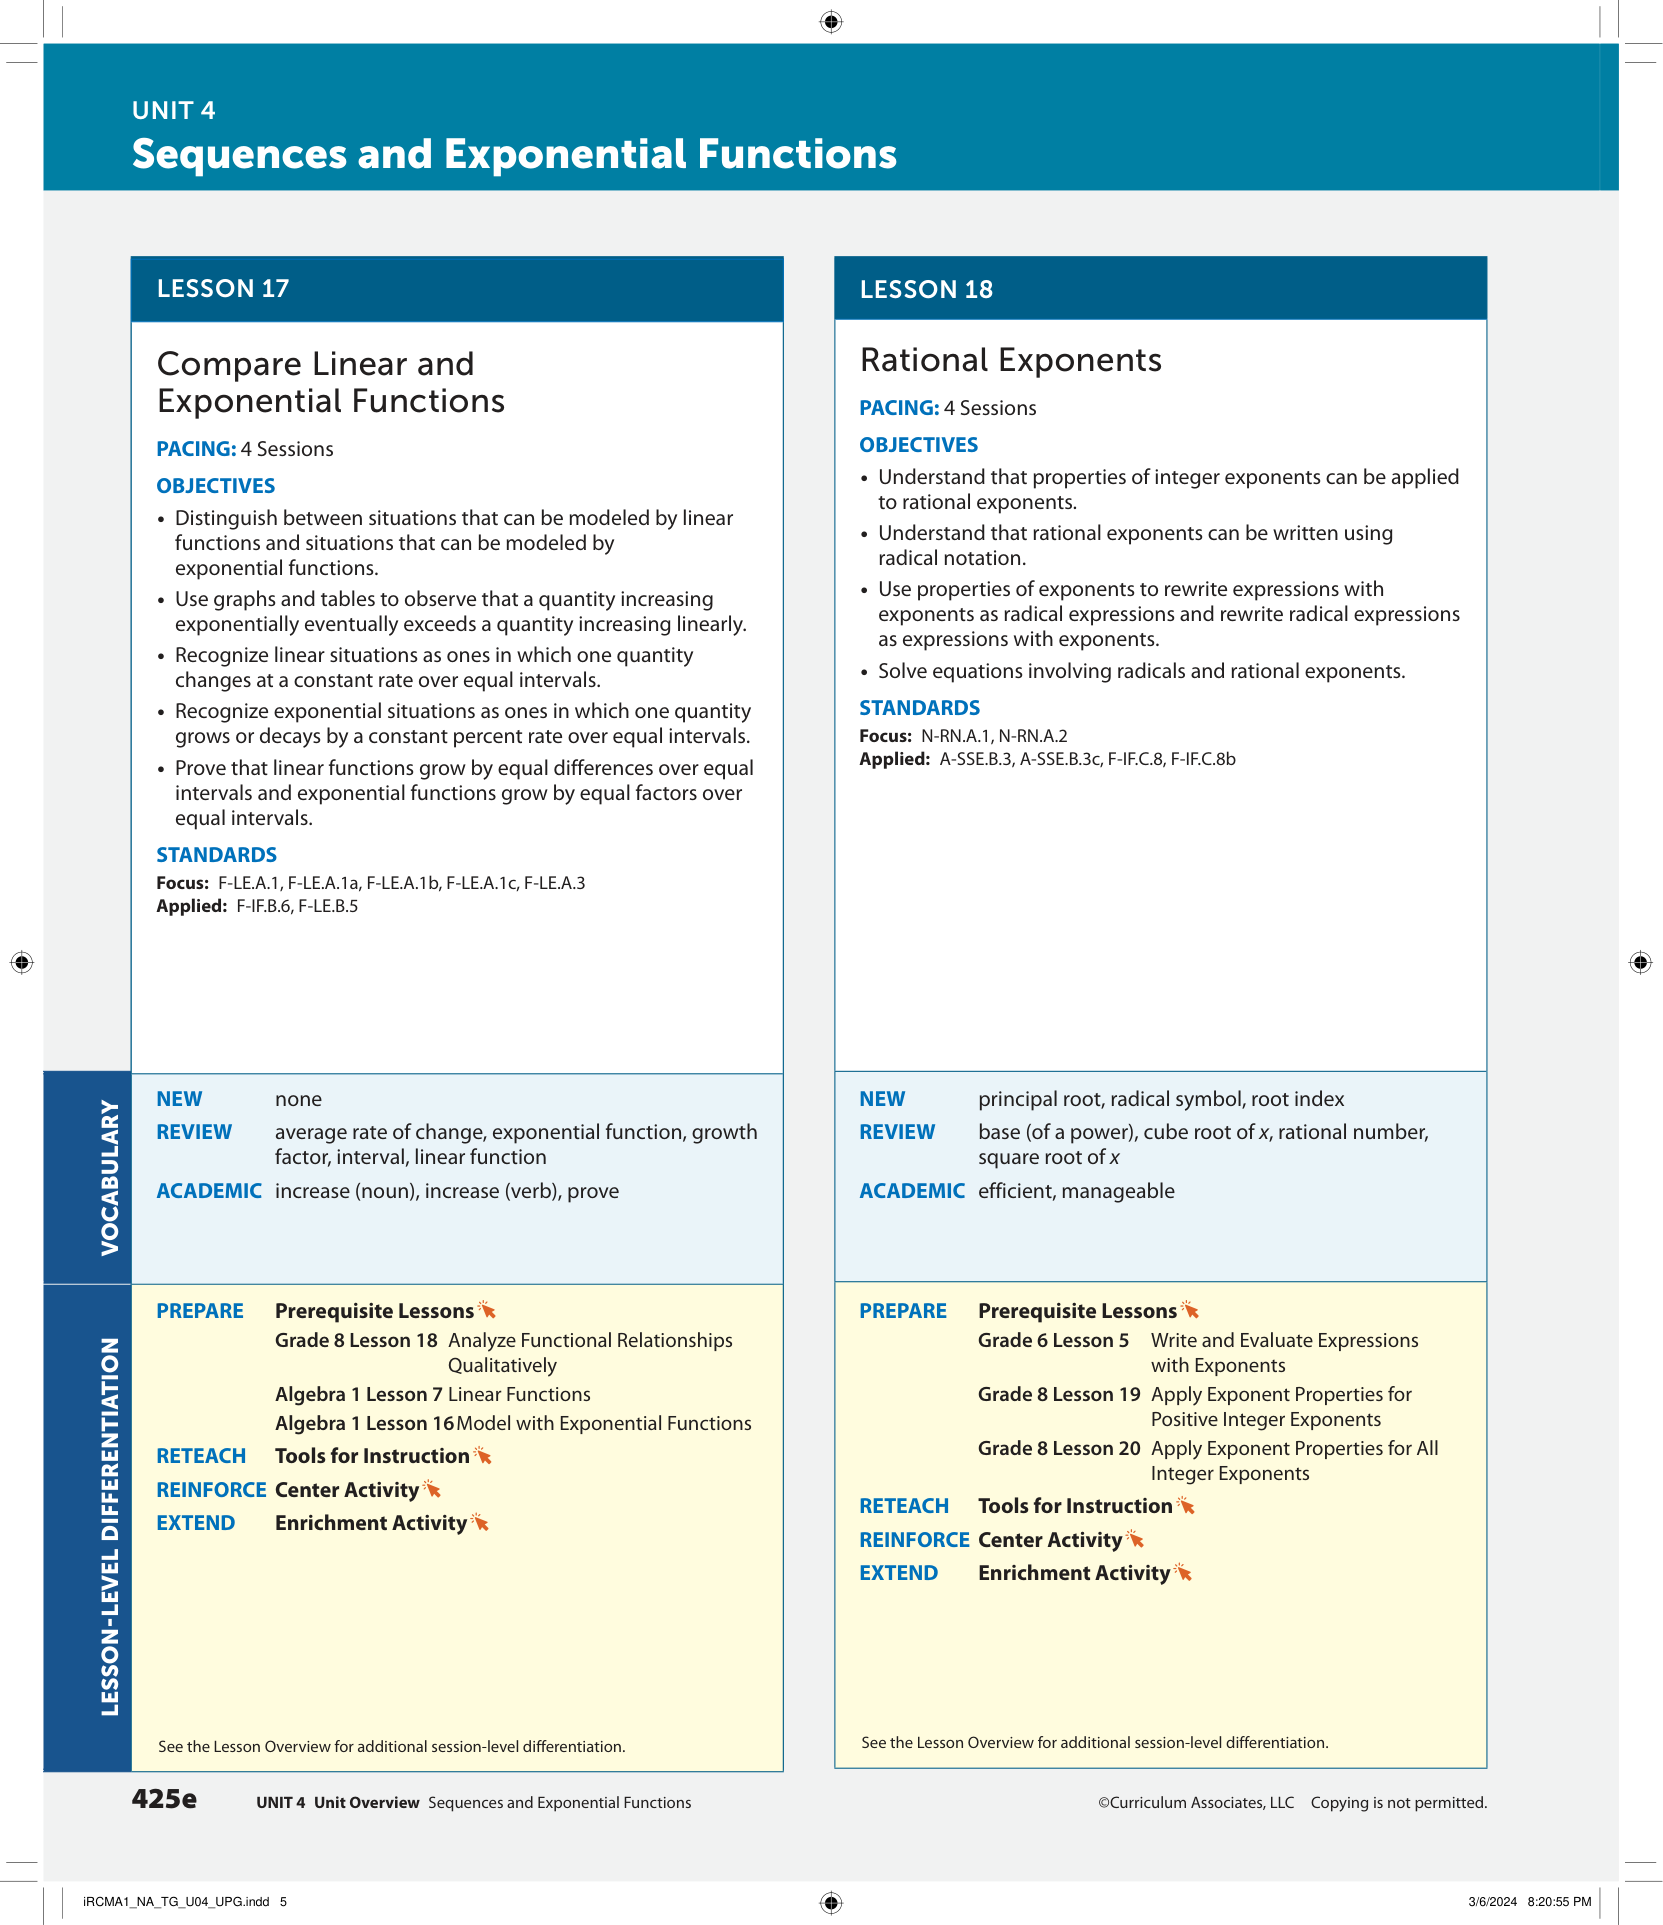 UNIT 4
Sequences and Exponential Functions
LESSON 17
Compare Linear and
Exponential Functions
PACING: 4 Sessions
OBJECTIVES
• Distinguish between situations that can be modeled by linear
functions and situations that can be modeled by
exponential functions.
• Use graphs and tables to observe that a quantity increasing
exponentially eventually exceeds a quantity increasing linearly.
• Recognize linear situations as ones in which one quantity
changes at a constant rate over equal intervals.
• Recognize exponential situations as ones in which one quantity
grows or decays by a constant percent rate over equal intervals.
• Prove that linear functions grow by equal differences over equal
intervals and exponential functions grow by equal factors over
equal intervals.
STANDARDS
Focus: F-LE.A.1, F-LE.A.1a, F-LE.A.1b, F-LE.A.1c, F-LE.A.3
Applied: F-IF.B.6, F-LE.B.5
LESSON 18
Rational Exponents
PACING: 4 Sessions
OBJECTIVES
• Understand that properties of integer exponents can be applied
to rational exponents.
• Understand that rational exponents can be written using
radical notation.
• Use properties of exponents to rewrite expressions with
exponents as radical expressions and rewrite radical expressions
as expressions with exponents.
• Solve equations involving radicals and rational exponents.
STANDARDS
Focus: N-RN.A.1, N-RN.A.2
Applied: A-SSE.B.3, A-SSE.B.3c, F-IF.C.8, F-IF.C.8b
VOCABULARY
NEW none
REVIEW average rate of change, exponential function, growth
factor, interval, linear function
ACADEMIC increase (noun), increase (verb), prove
NEW principal root, radical symbol, root index
REVIEW base (of a power), cube root of x, rational number,
square root of x
ACADEMIC efficient, manageable
LESSON-LEVEL DIFFERENTIATION
PREPARE Prerequisite Lessons
Grade 8 Lesson 18 Analyze Functional Relationships
Qualitatively
Algebra 1 Lesson 7 Linear Functions
Algebra 1 Lesson 16 Model with Exponential Functions
RETEACH Tools for Instruction
REINFORCE Center Activity
EXTEND Enrichment Activity
See the Lesson Overview for additional session-level differentiation.
PREPARE Prerequisite Lessons
Grade 6 Lesson 5 Write and Evaluate Expressions
with Exponents
Grade 8 Lesson 19 Apply Exponent Properties for
Positive Integer Exponents
Grade 8 Lesson 20 Apply Exponent Properties for All
Integer Exponents
RETEACH Tools for Instruction
REINFORCE Center Activity
EXTEND Enrichment Activity
See the Lesson Overview for additional session-level differentiation.
425e UNIT 4 Unit Overview Sequences and Exponential Functions
©Curriculum Associates, LLC Copying is not permitted.
iRCMA1_NA_TG_U04_UPG.indd 5
3/6/2024 8:20:55 PM